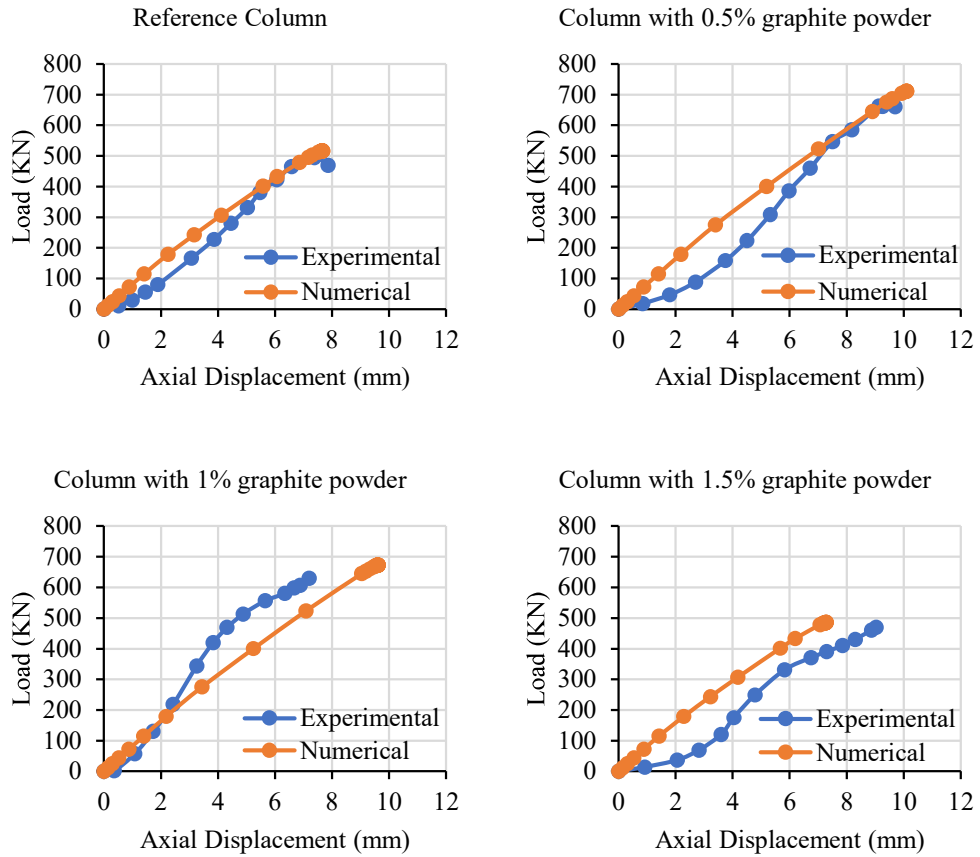 Reference Column
800
700
600
500
400
300
200
100
0
Load (KN)
Experimental
Numerical
0 2 4 6 8 10 12
Axial Displacement (mm)
Column with 0.5% graphite powder
800
700
600
500
400
300
200
100
0
Load (KN)
Experimental
Numerical
0 2 4 6 8 10 12
Axial Displacement (mm)
Column with 1% graphite powder
800
700
600
500
400
300
200
100
0
Load (KN)
Experimental
Numerical
0 2 4 6 8 10 12
Axial Displacement (mm)
Column with 1.5% graphite powder
800
700
600
500
400
300
200
100
0
Load (KN)
Experimental
Numerical
0 2 4 6 8 10 12
Axial Displacement (mm)